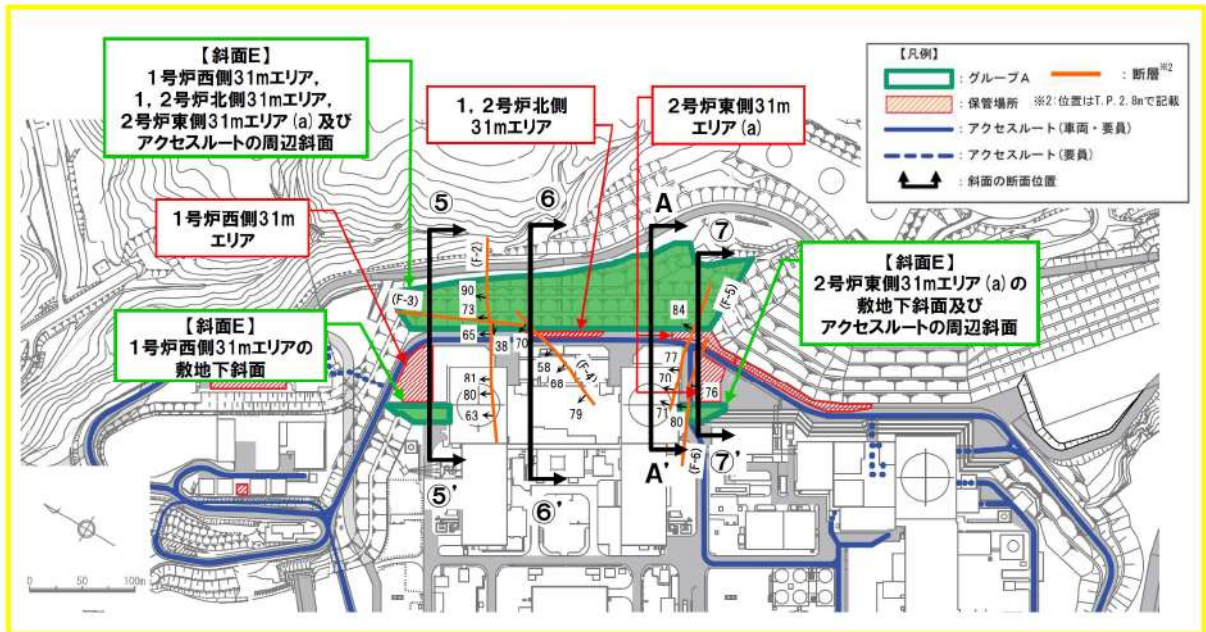 【斜面E】
1号炉西側31mエリア，
1，2号炉北側31mエリア，
2号炉東側31mエリア(a)及び
アクセスルートの周辺斜面
1，2号炉北側
31mエリア
2号炉東側31m
エリア(a)
【凡例】
：グループA
：断層※2
：保管場所
※2：位置はT.P.2.8mで記載
：アクセスルート(車両・要員)
：アクセスルート(要員)
：斜面の断面位置
1号炉西側31m
エリア
【斜面E】
1号炉西側31mエリアの
敷地下斜面
【斜面E】
2号炉東側31mエリア(a)の
敷地下斜面及び
アクセスルートの周辺斜面
⑤
⑥
A
⑦
(F-2)
(F-3)
(F-5)
90
73
65
38
70
84
58
68
(F-4)
79
77
70
76
71
80
81
80
63
(F-6)
⑤'
⑥'
A'
⑦'
N
0 50 100m